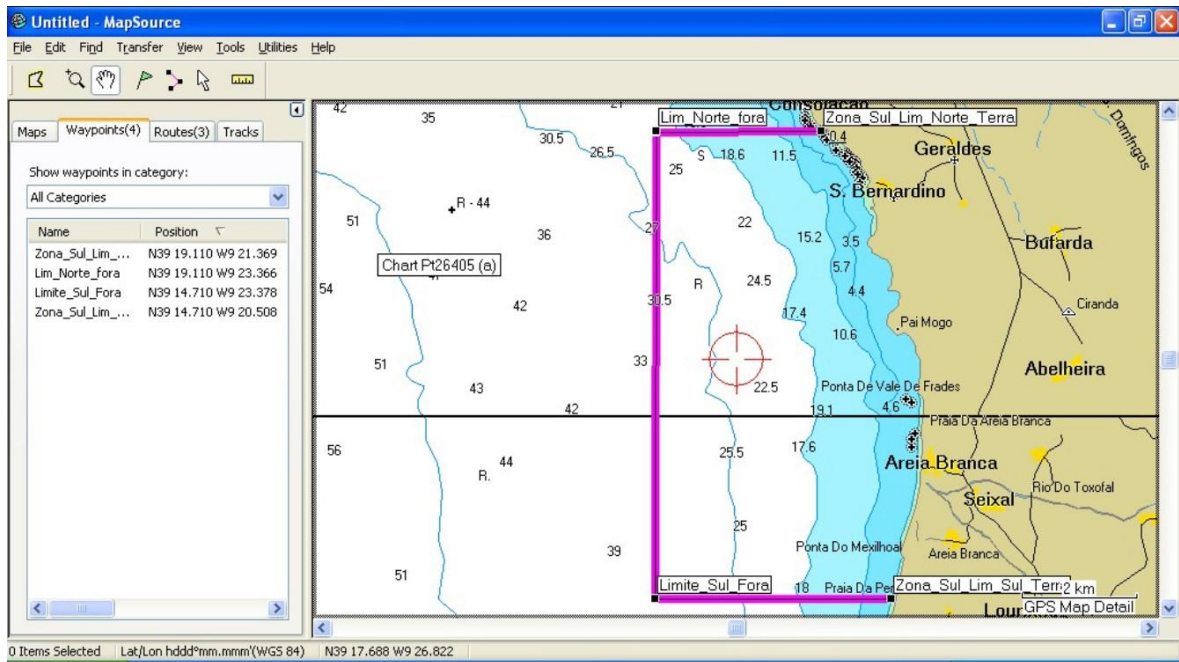 Untitled - MapSource
File Edit Find Transfer View Tools Utilities Help
Maps Waypoints(4) Routes(3) Tracks
Show waypoints in category:
All Categories
Name Position
Zona_Sul_Lim_... N39 19.110 W9 21.369
Lim_Norte_fora N39 19.110 W9 23.366
Limite_Sul_Fora N39 14.710 W9 23.378
Zona_Sul_Lim_... N39 14.710 W9 20.508
42 35 Consolacao
Lim_Norte_fora Zona_Sul_Lim_Norte_Terra
S. Domingos
30.5 26.5 0.4
25 S 18.6 11.5 Geraldes
R - 44 S. Bernardino
51 36 27 22 15.2 3.5 Bufarda
Chart Pt26405 (a) 5.7
54 42 30.5 R 24.5 4.4 Ciranda
17.4 10.6 Pai Mogo
51 33 Abelheira
43 22.5 Ponta De Vale De Frades
42 19.1 4.6 Praia Da Areia Branca
56 44 25.5 17.6 Areia Branca
R. Rio Do Toxofal
Seixal
25
39 Ponta Do Mexilhoal Areia Branca
51
Limite_Sul_Fora 18 Zona_Sul_Lim_Sul_Terra 2 km
GPS Map Detail
0 Items Selected Lat/Lon hddd°mm.mmm'(WGS 84) N39 17.688 W9 26.822